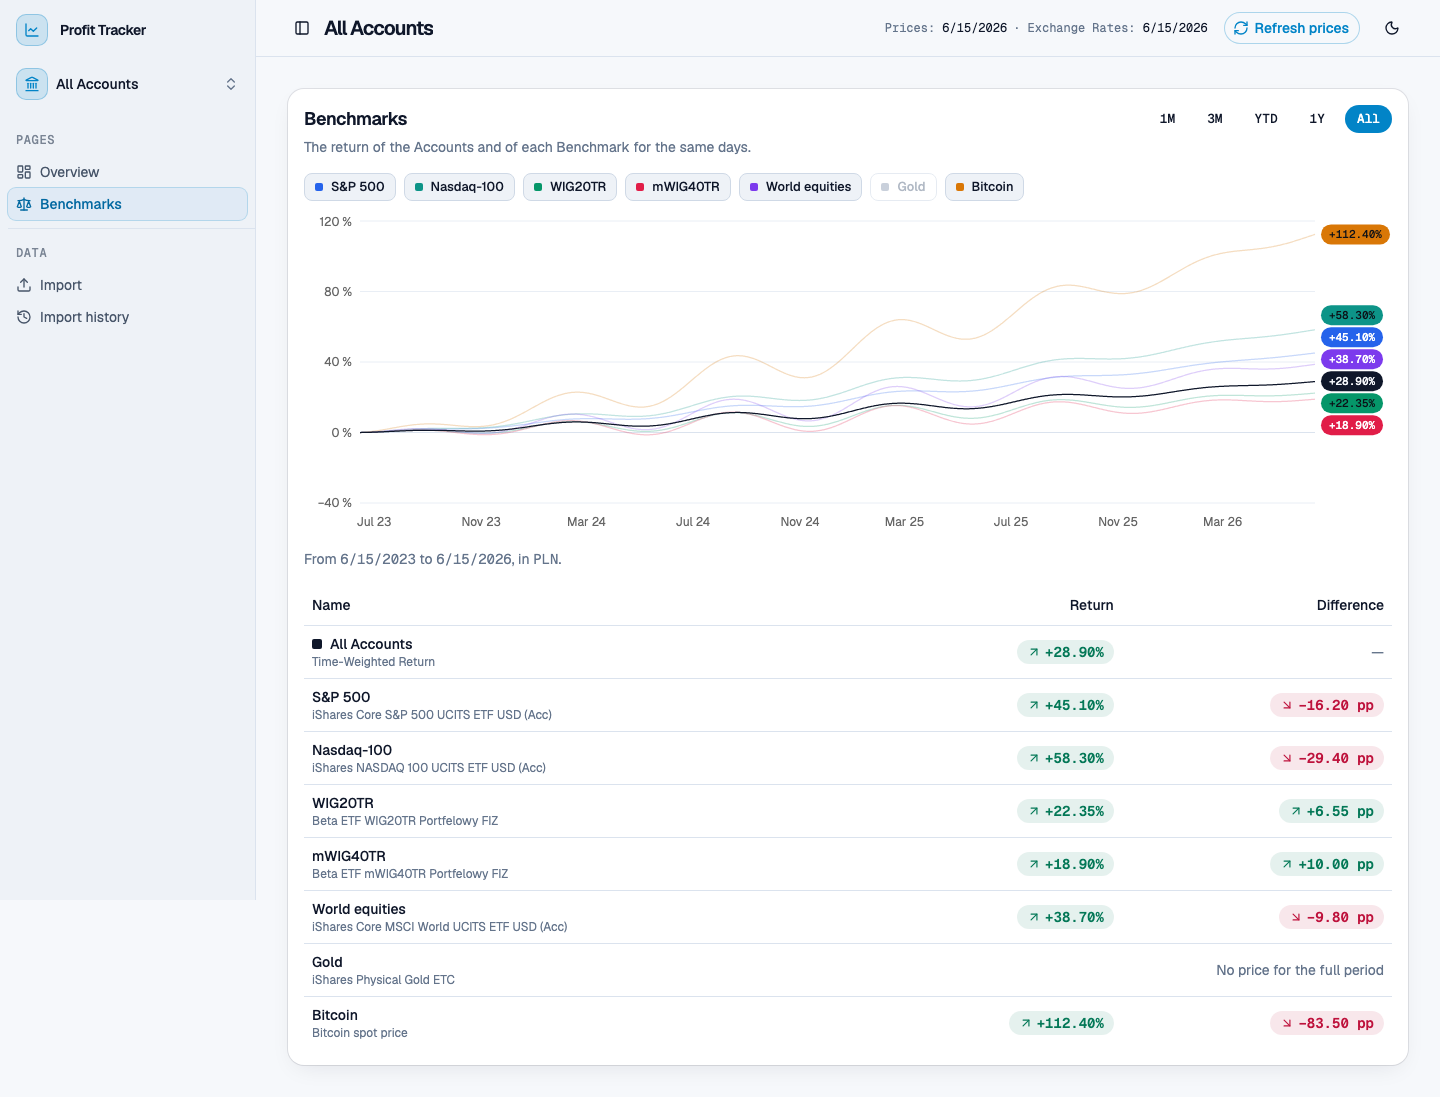 Profit Tracker
All Accounts
PAGES
Overview
Benchmarks
DATA
Import
Import history
All Accounts
Prices: 6/15/2026 · Exchange Rates: 6/15/2026
Refresh prices
Benchmarks
1M 3M YTD 1Y All
The return of the Accounts and of each Benchmark for the same days.
S&P 500 Nasdaq-100 WIG20TR mWIG40TR World equities Gold Bitcoin
120 %
80 %
40 %
0 %
−40 %
+112.40%
+58.30%
+45.10%
+38.70%
+28.90%
+22.35%
+18.90%
Jul 23 Nov 23 Mar 24 Jul 24 Nov 24 Mar 25 Jul 25 Nov 25 Mar 26
From 6/15/2023 to 6/15/2026, in PLN.
Name Return Difference
All Accounts
Time-Weighted Return
+28.90% —
S&P 500
iShares Core S&P 500 UCITS ETF USD (Acc)
+45.10% −16.20 pp
Nasdaq-100
iShares NASDAQ 100 UCITS ETF USD (Acc)
+58.30% −29.40 pp
WIG20TR
Beta ETF WIG20TR Portfelowy FIZ
+22.35% +6.55 pp
mWIG40TR
Beta ETF mWIG40TR Portfelowy FIZ
+18.90% +10.00 pp
World equities
iShares Core MSCI World UCITS ETF USD (Acc)
+38.70% −9.80 pp
Gold
iShares Physical Gold ETC
No price for the full period
Bitcoin
Bitcoin spot price
+112.40% −83.50 pp